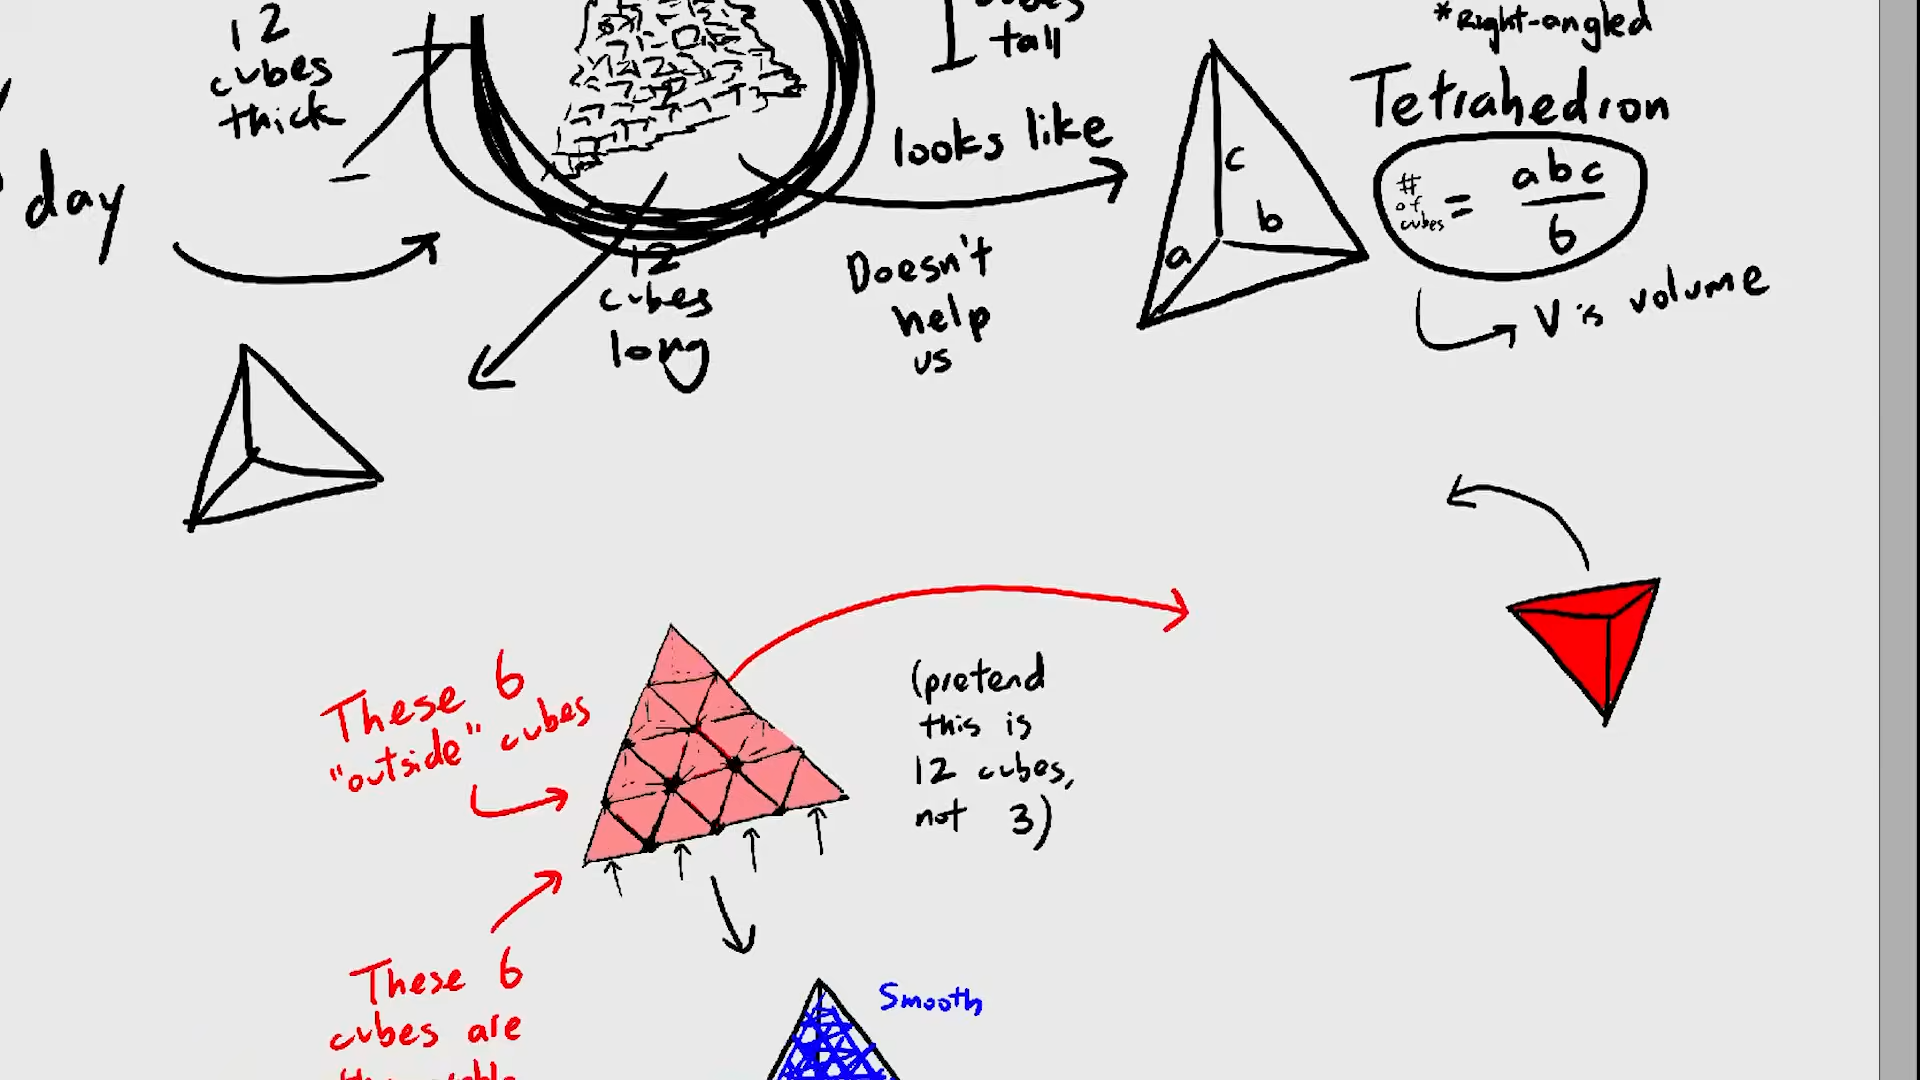 12
cubes
thick
day
12
cubes
long
tall
looks like
Doesn't
help
us
*Right-angled
Tetrahedron
c
b
a
#
of
cubes
= abc
6
V is volume
These 6
"outside" cubes
(pretend
this is
12 cubes,
not 3)
These 6
cubes are
Smooth